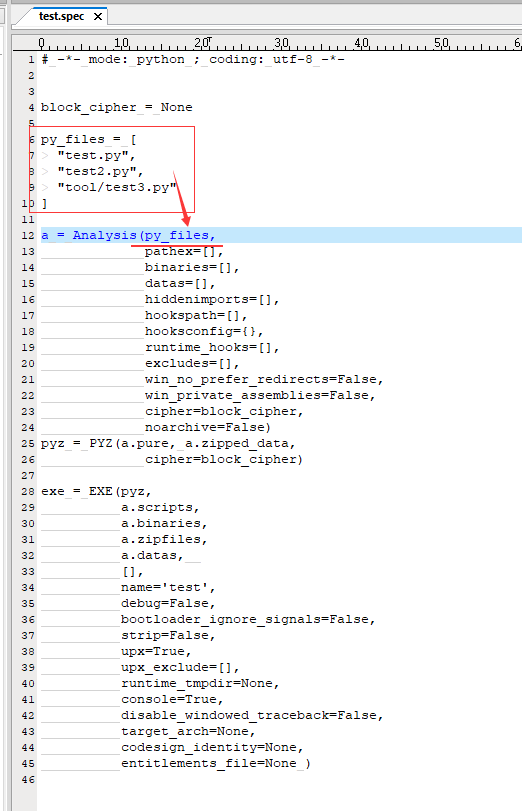 test.spec ×
0 10 20 30 40 50
1 # -*- mode: python ; coding: utf-8 -*-
2
3
4 block_cipher = None
5
6 py_files = [
7 > "test.py",
8 > "test2.py",
9 > "tool/test3.py"
10 ]
11
12 a = Analysis(py_files,
13 pathex=[],
14 binaries=[],
15 datas=[],
16 hiddenimports=[],
17 hookspath=[],
18 hooksconfig={},
19 runtime_hooks=[],
20 excludes=[],
21 win_no_prefer_redirects=False,
22 win_private_assemblies=False,
23 cipher=block_cipher,
24 noarchive=False)
25 pyz = PYZ(a.pure, a.zipped_data,
26 cipher=block_cipher)
27
28 exe = EXE(pyz,
29 a.scripts,
30 a.binaries,
31 a.zipfiles,
32 a.datas,
33 [],
34 name='test',
35 debug=False,
36 bootloader_ignore_signals=False,
37 strip=False,
38 upx=True,
39 upx_exclude=[],
40 runtime_tmpdir=None,
41 console=True,
42 disable_windowed_traceback=False,
43 target_arch=None,
44 codesign_identity=None,
45 entitlements_file=None )
46